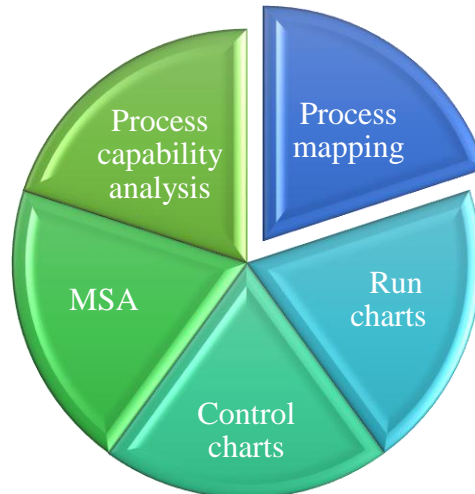 Process
mapping
Run
charts
Control
charts
MSA
Process
capability
analysis